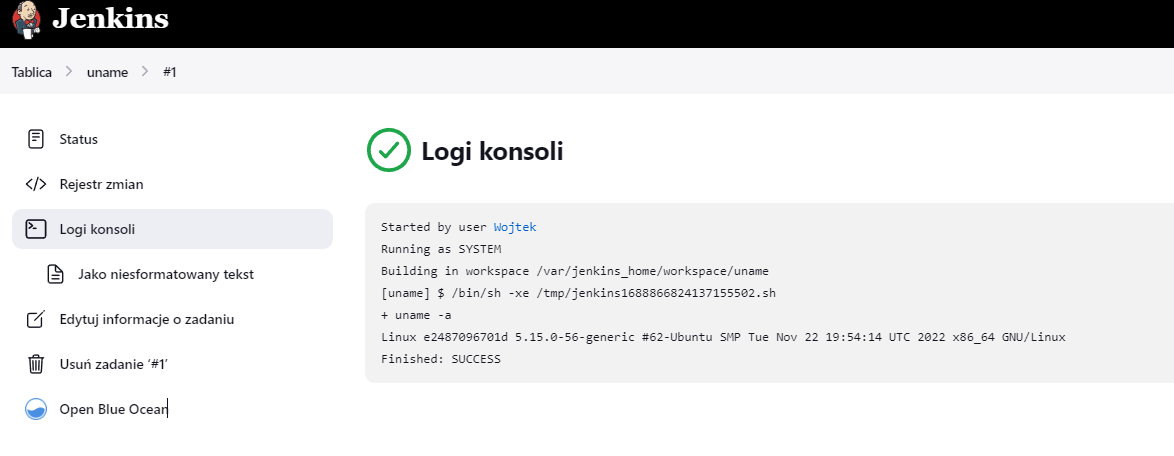 Jenkins
Tablica > uname > #1
Status
Rejestr zmian
Logi konsoli
Jako niesformatowany tekst
Edytuj informacje o zadaniu
Usuń zadanie ‘#1’
Open Blue Ocean
Logi konsoli
Started by user Wojtek
Running as SYSTEM
Building in workspace /var/jenkins_home/workspace/uname
[uname] $ /bin/sh -xe /tmp/jenkins1688866824137155502.sh
+ uname -a
Linux e2487096701d 5.15.0-56-generic #62-Ubuntu SMP Tue Nov 22 19:54:14 UTC 2022 x86_64 GNU/Linux
Finished: SUCCESS